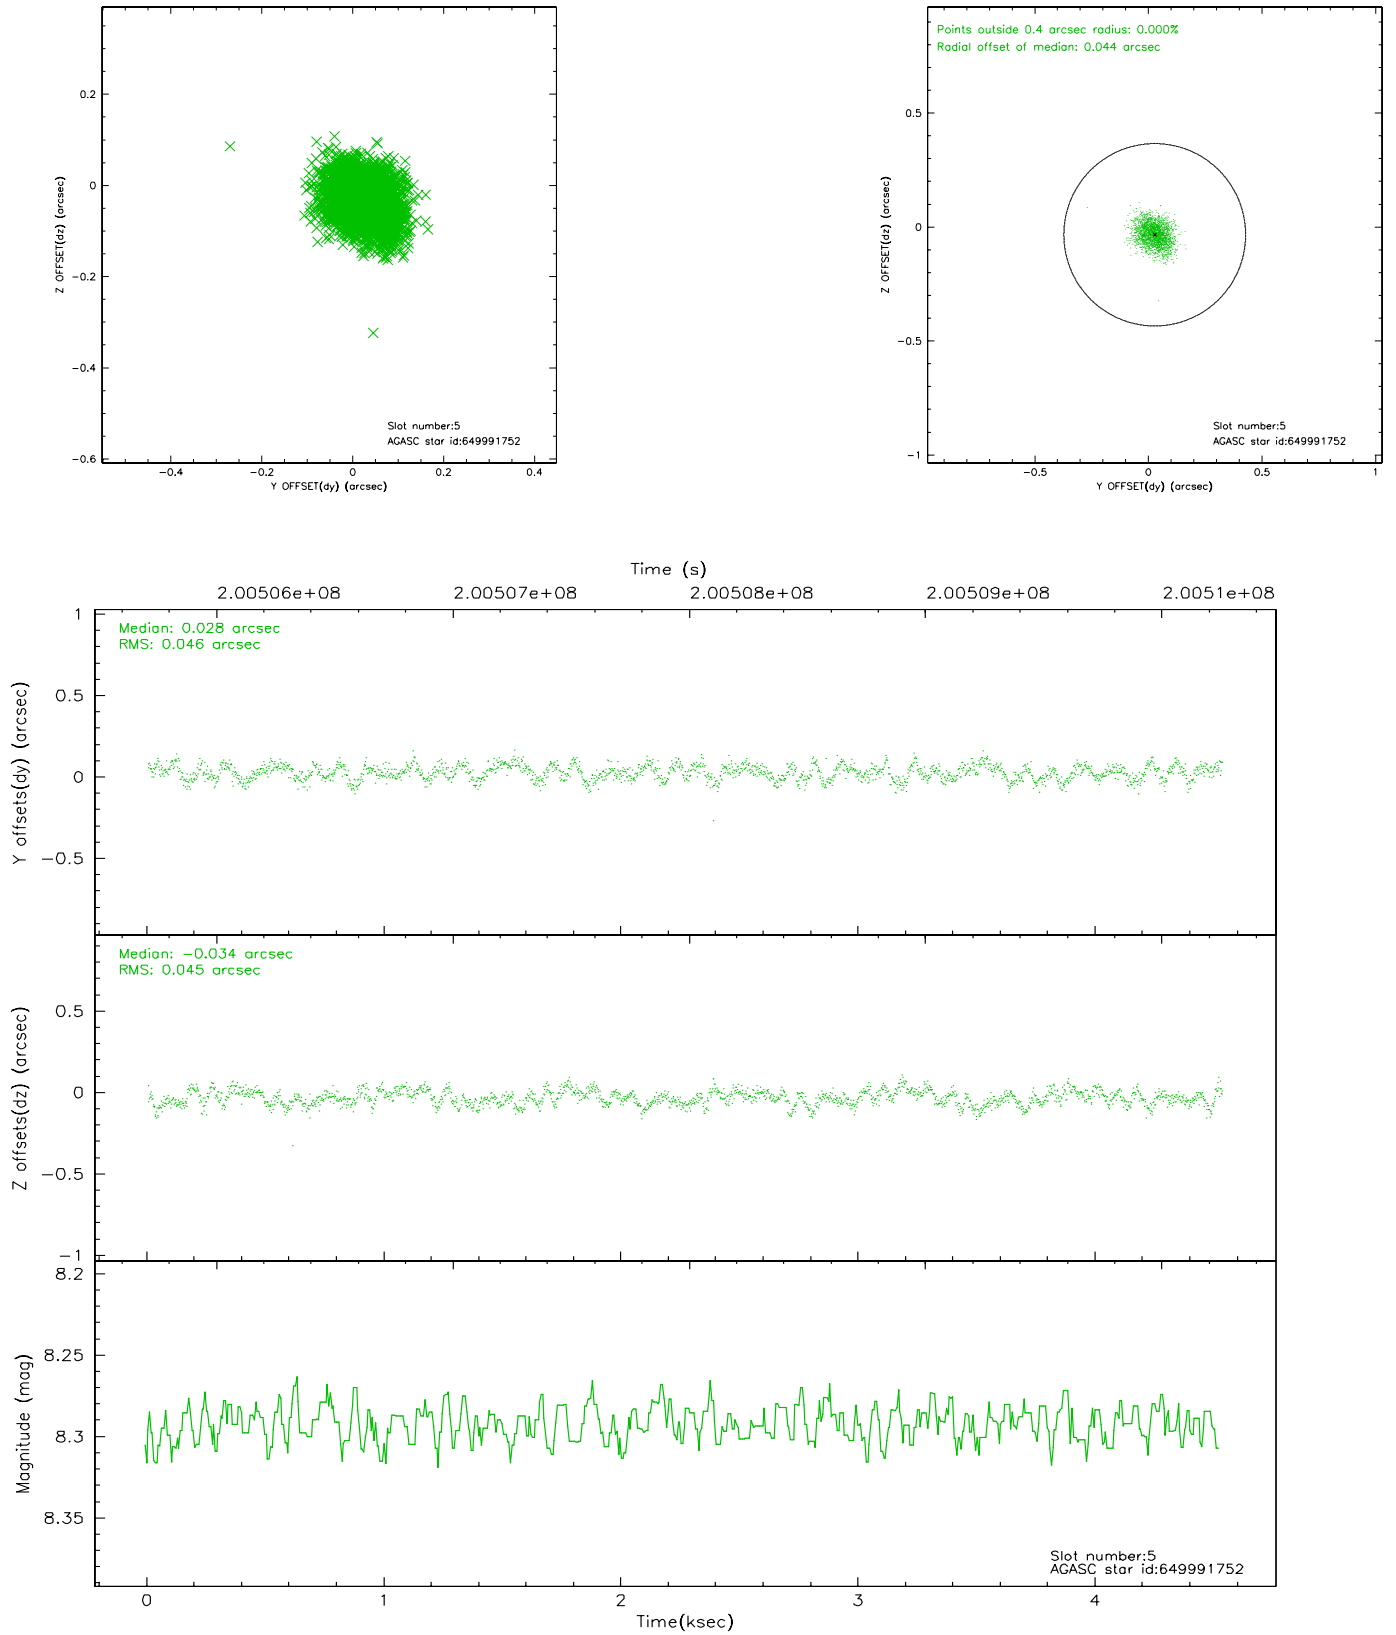 0.2
0
−0.2
−0.4
−0.6
Z OFFSET(dz) (arcsec)
−0.4
−0.2
0
0.2
0.4
Y OFFSET(dy) (arcsec)
Slot number:5
AGASC star id:649991752
Points outside 0.4 arcsec radius: 0.000%
Radial offset of median: 0.044 arcsec
0.5
0
−0.5
−1
Z OFFSET(dz) (arcsec)
−0.5
0
0.5
1
Y OFFSET(dy) (arcsec)
Slot number:5
AGASC star id:649991752
Time (s)
2.00506e+08
2.00507e+08
2.00508e+08
2.00509e+08
2.0051e+08
Median: 0.028 arcsec
RMS: 0.046 arcsec
1
0.5
0
−0.5
Y offsets(dy) (arcsec)
Median: −0.034 arcsec
RMS: 0.045 arcsec
0.5
0
−0.5
−1
Z offsets(dz) (arcsec)
8.2
8.25
8.3
8.35
Magnitude (mag)
Slot number:5
AGASC star id:649991752
0
1
2
3
4
Time(ksec)